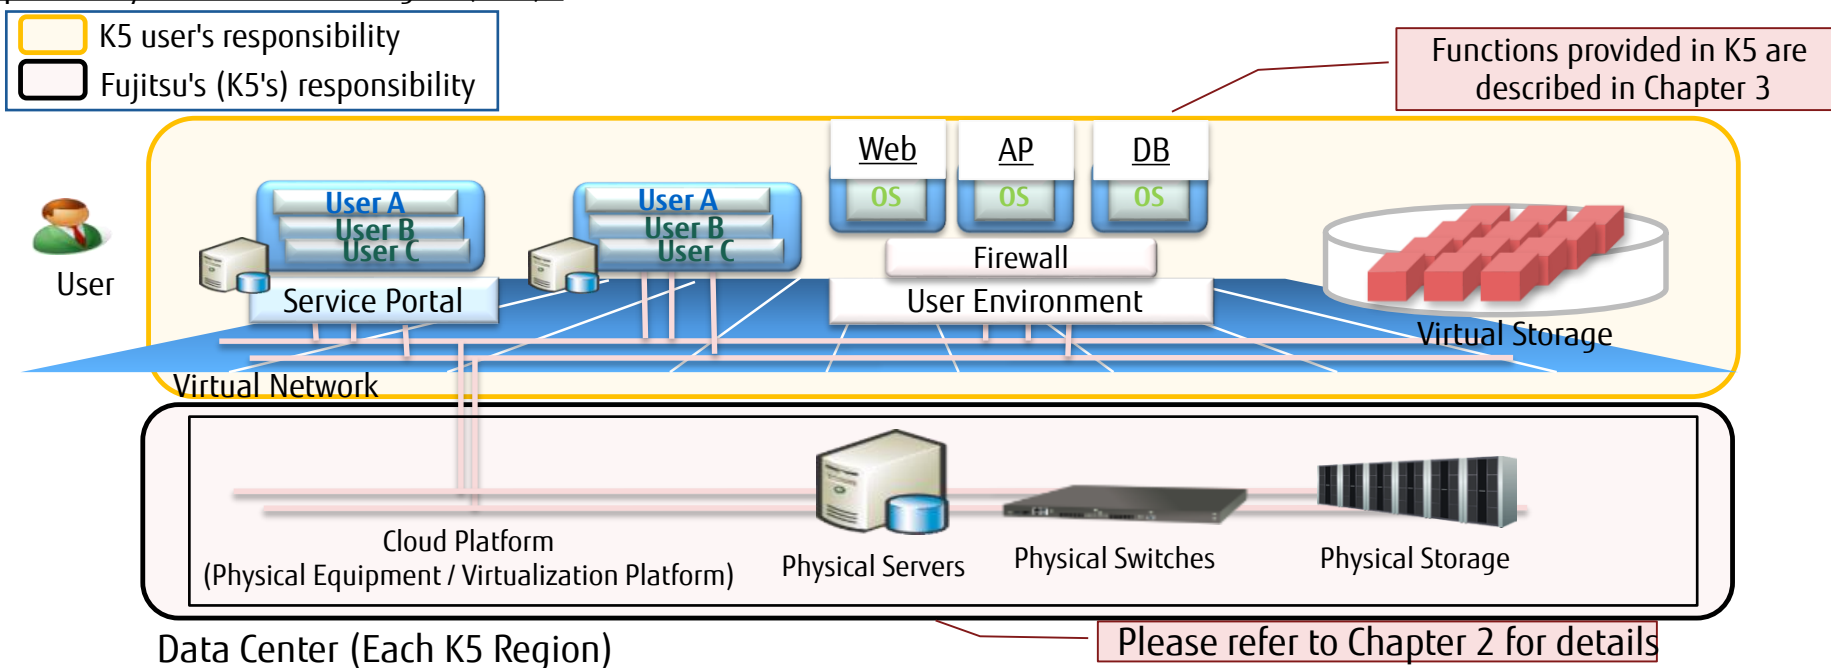 K5 user's responsibility
Fujitsu's (K5's) responsibility
Functions provided in K5 are
described in Chapter 3
Web AP DB
OS OS OS
User A
User B
User C
User A
User B
User C
Firewall
User
Service Portal
User Environment
Virtual Storage
Virtual Network
Cloud Platform
(Physical Equipment / Virtualization Platform)
Physical Servers
Physical Switches
Physical Storage
Data Center (Each K5 Region)
Please refer to Chapter 2 for details